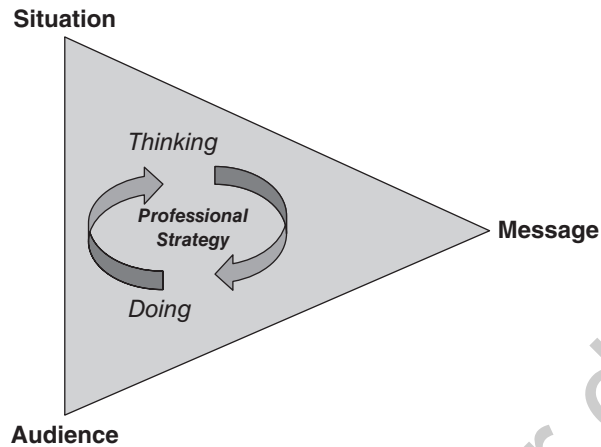 Situation
Thinking
Professional
Strategy
Message
Doing
Audience